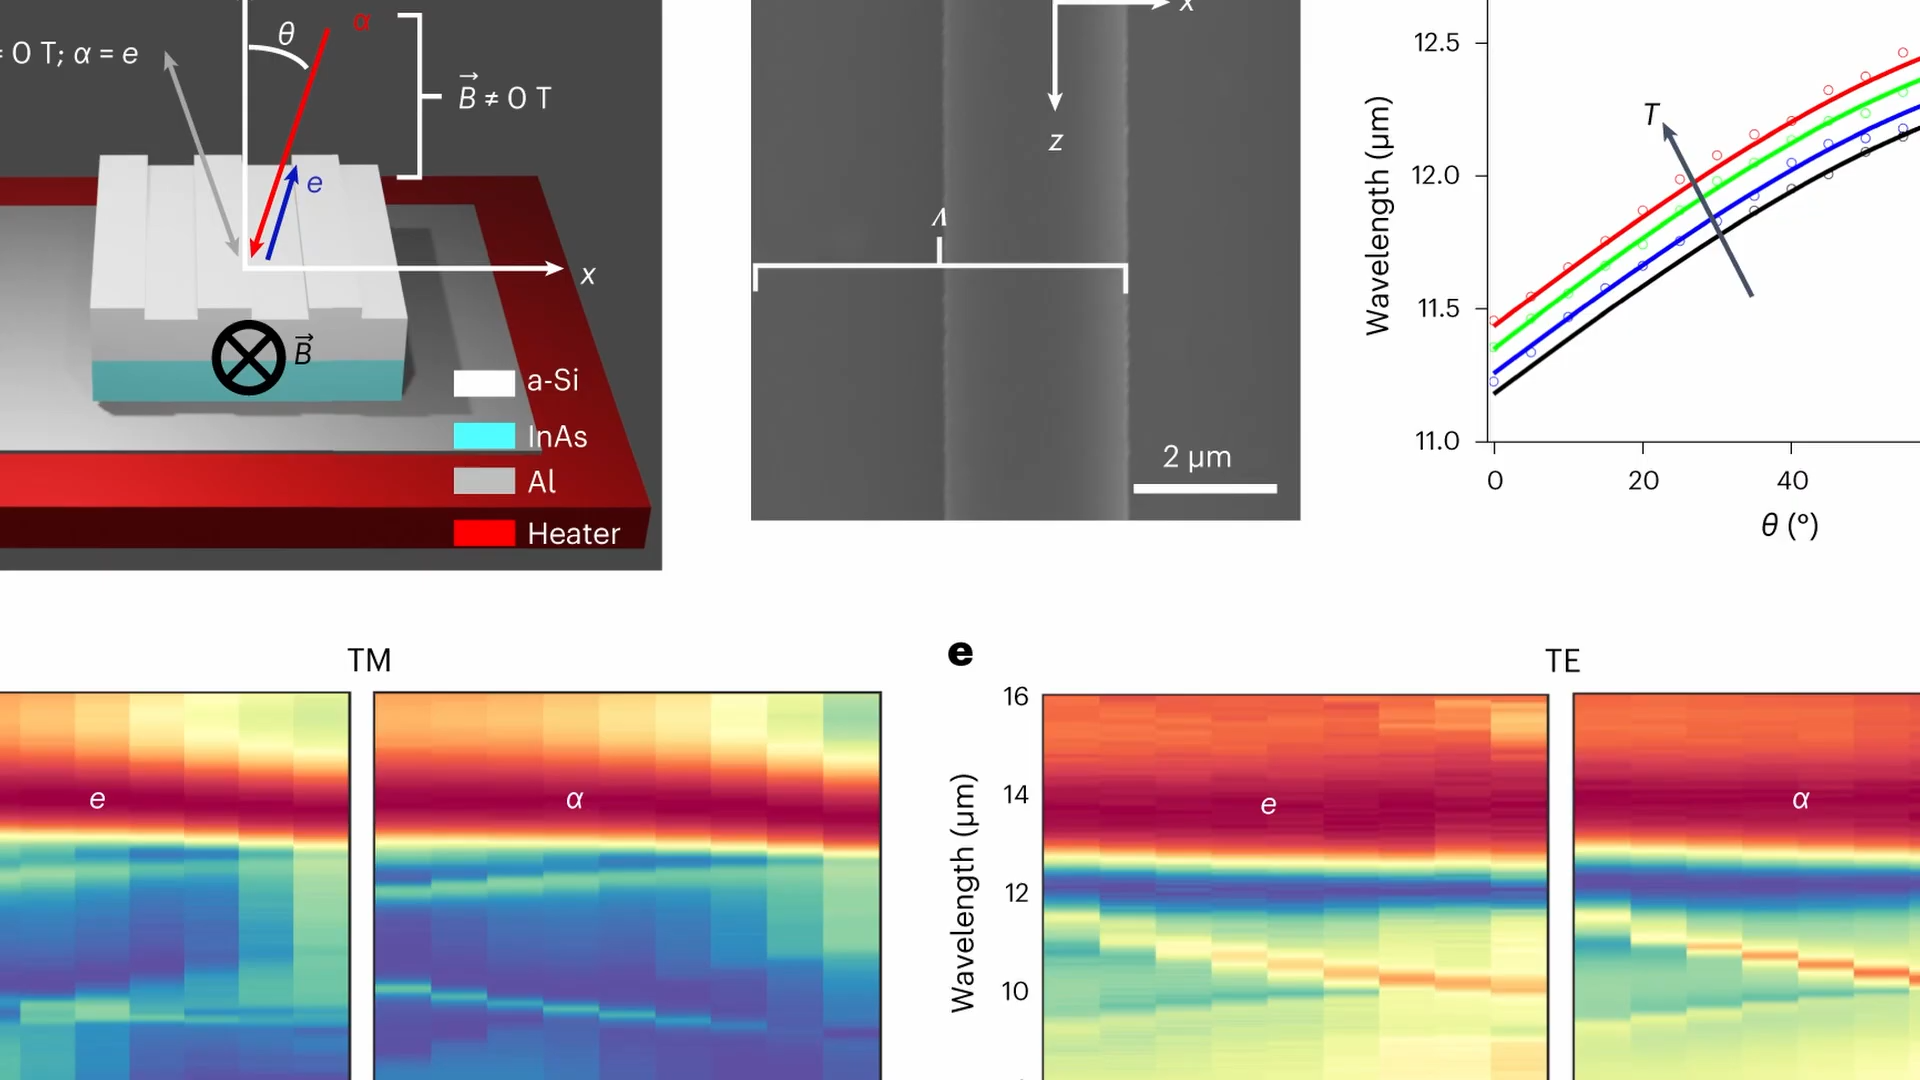 = 0 T; α = e
θ
α
B ≠ 0 T
e
x
B
a-Si
InAs
Al
Heater
x
z
Λ
2 µm
12.5
12.0
11.5
11.0
Wavelength (µm)
T
0 20 40
θ (°)
TM
e
α
e
TE
16
14
12
10
Wavelength (µm)
e
α